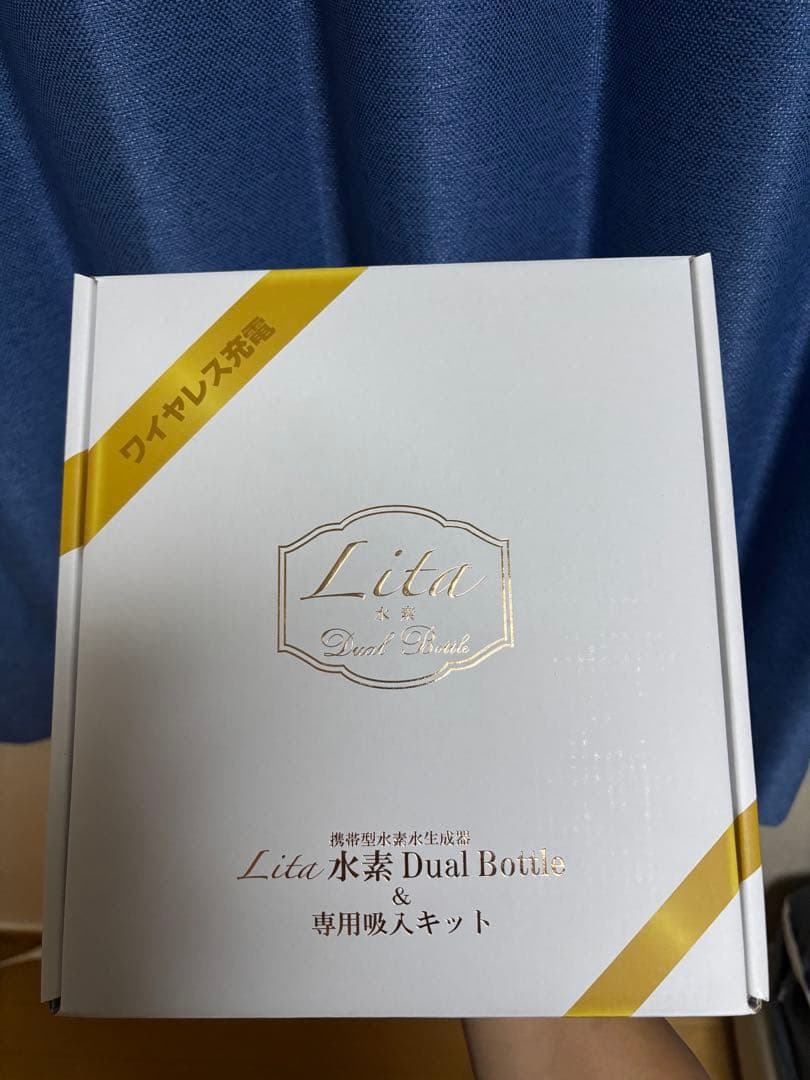 ワイヤレス充電
Lita
水素
Dual Bottle
携帯型水素水生成器
Lita 水素 Dual Bottle
&
専用吸入キット